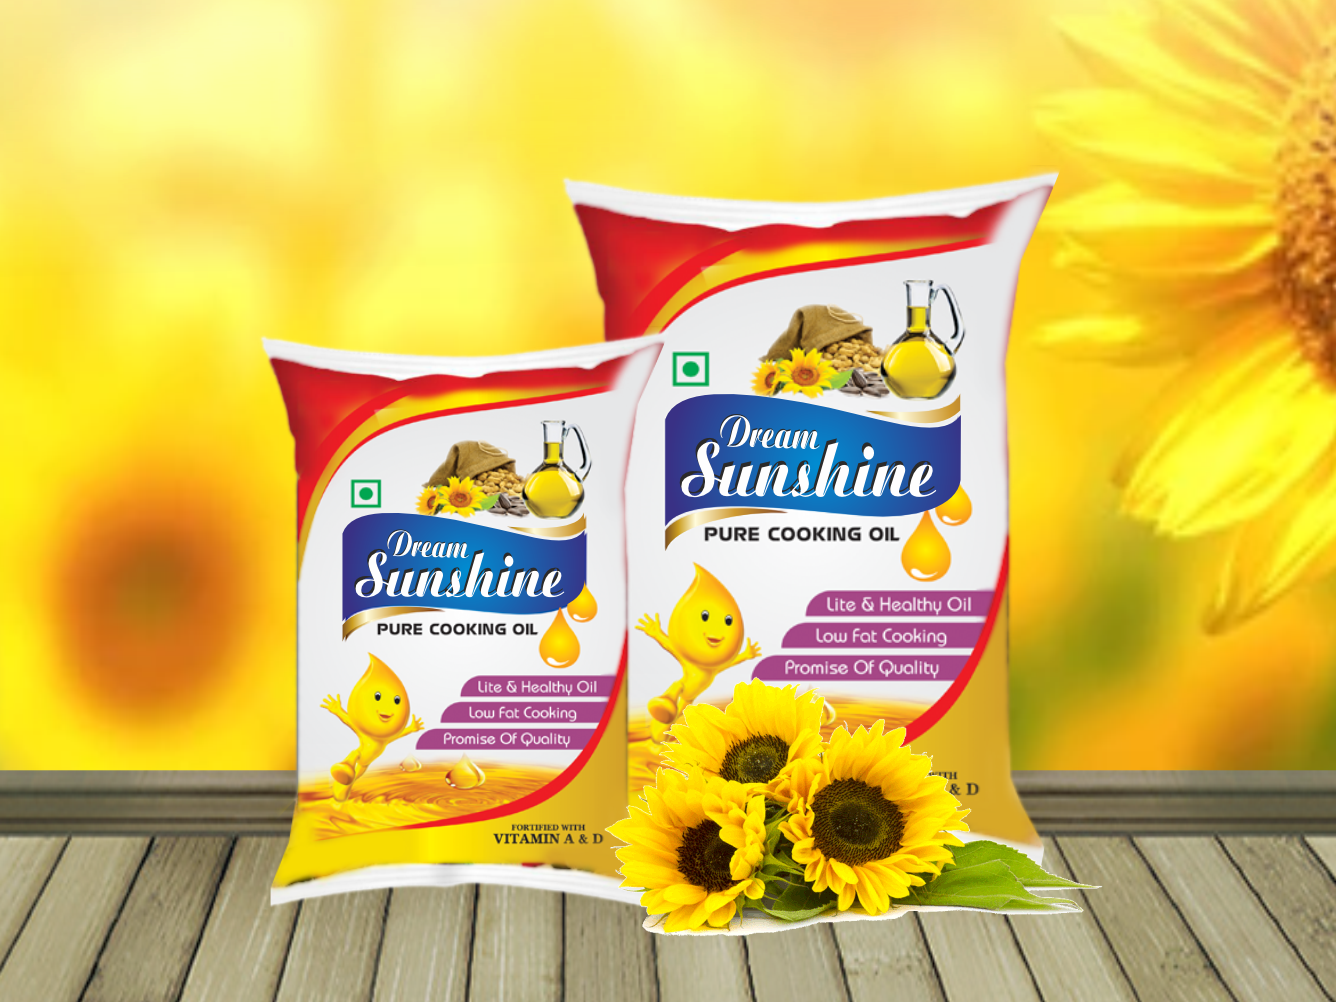 Dream
Sunshine
PURE COOKING OIL
Lite & Healthy Oil
Low Fat Cooking
Promise Of Quality
FORTIFIED WITH
VITAMIN A & D
Dream
Sunshine
PURE COOKING OIL
Lite & Healthy Oil
Low Fat Cooking
Promise Of Quality
WITH
& D